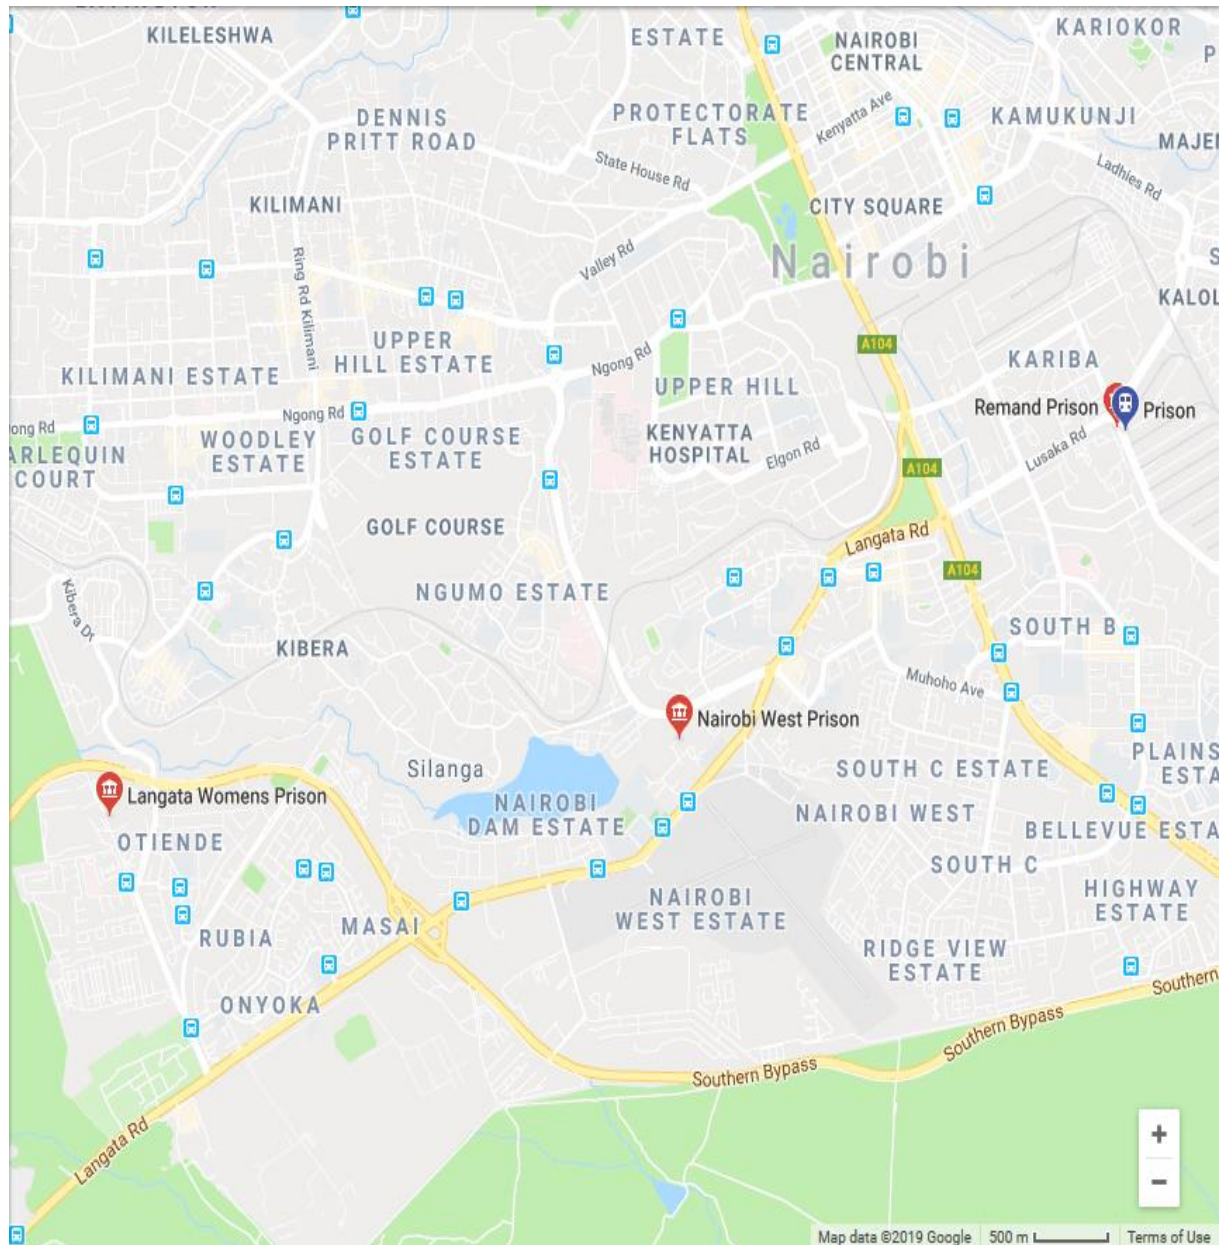 KILELESHWA
ESTATE
NAIROBI
CENTRAL
KARIOKOR
DENNIS
PRITT ROAD
PROTECTORATE
FLATS
Kenyatta Ave
KAMUKUNJI
MAJE
State House Rd
Ladhies Rd
KILIMANI
CITY SQUARE
Valley Rd
Nairobi
Ring Rd Kilimani
KALOL
UPPER
HILL ESTATE
A104
KARIBA
KILIMANI ESTATE
Ngong Rd
UPPER HILL
Remand Prison
Prison
Ngong Rd
ong Rd
WOODLEY
ESTATE
GOLF COURSE
ESTATE
KENYATTA
HOSPITAL
Elgon Rd
Lusaka Rd
ARLEQUIN
COURT
A104
GOLF COURSE
Langata Rd
A104
NGUMO ESTATE
Kibera Dr
KIBERA
SOUTH B
Muhoho Ave
Nairobi West Prison
Silanga
SOUTH C ESTATE
PLAINS
ESTA
Langata Womens Prison
NAIROBI
DAM ESTATE
NAIROBI WEST
OTIENDE
BELLEVUE ESTA
SOUTH C
NAIROBI
WEST ESTATE
HIGHWAY
ESTATE
MASAI
RUBIA
RIDGE VIEW
ESTATE
ONYOKA
Southern
Southern Bypass
Southern Bypass
Langata Rd
+
−
Map data ©2019 Google
500 m
Terms of Use